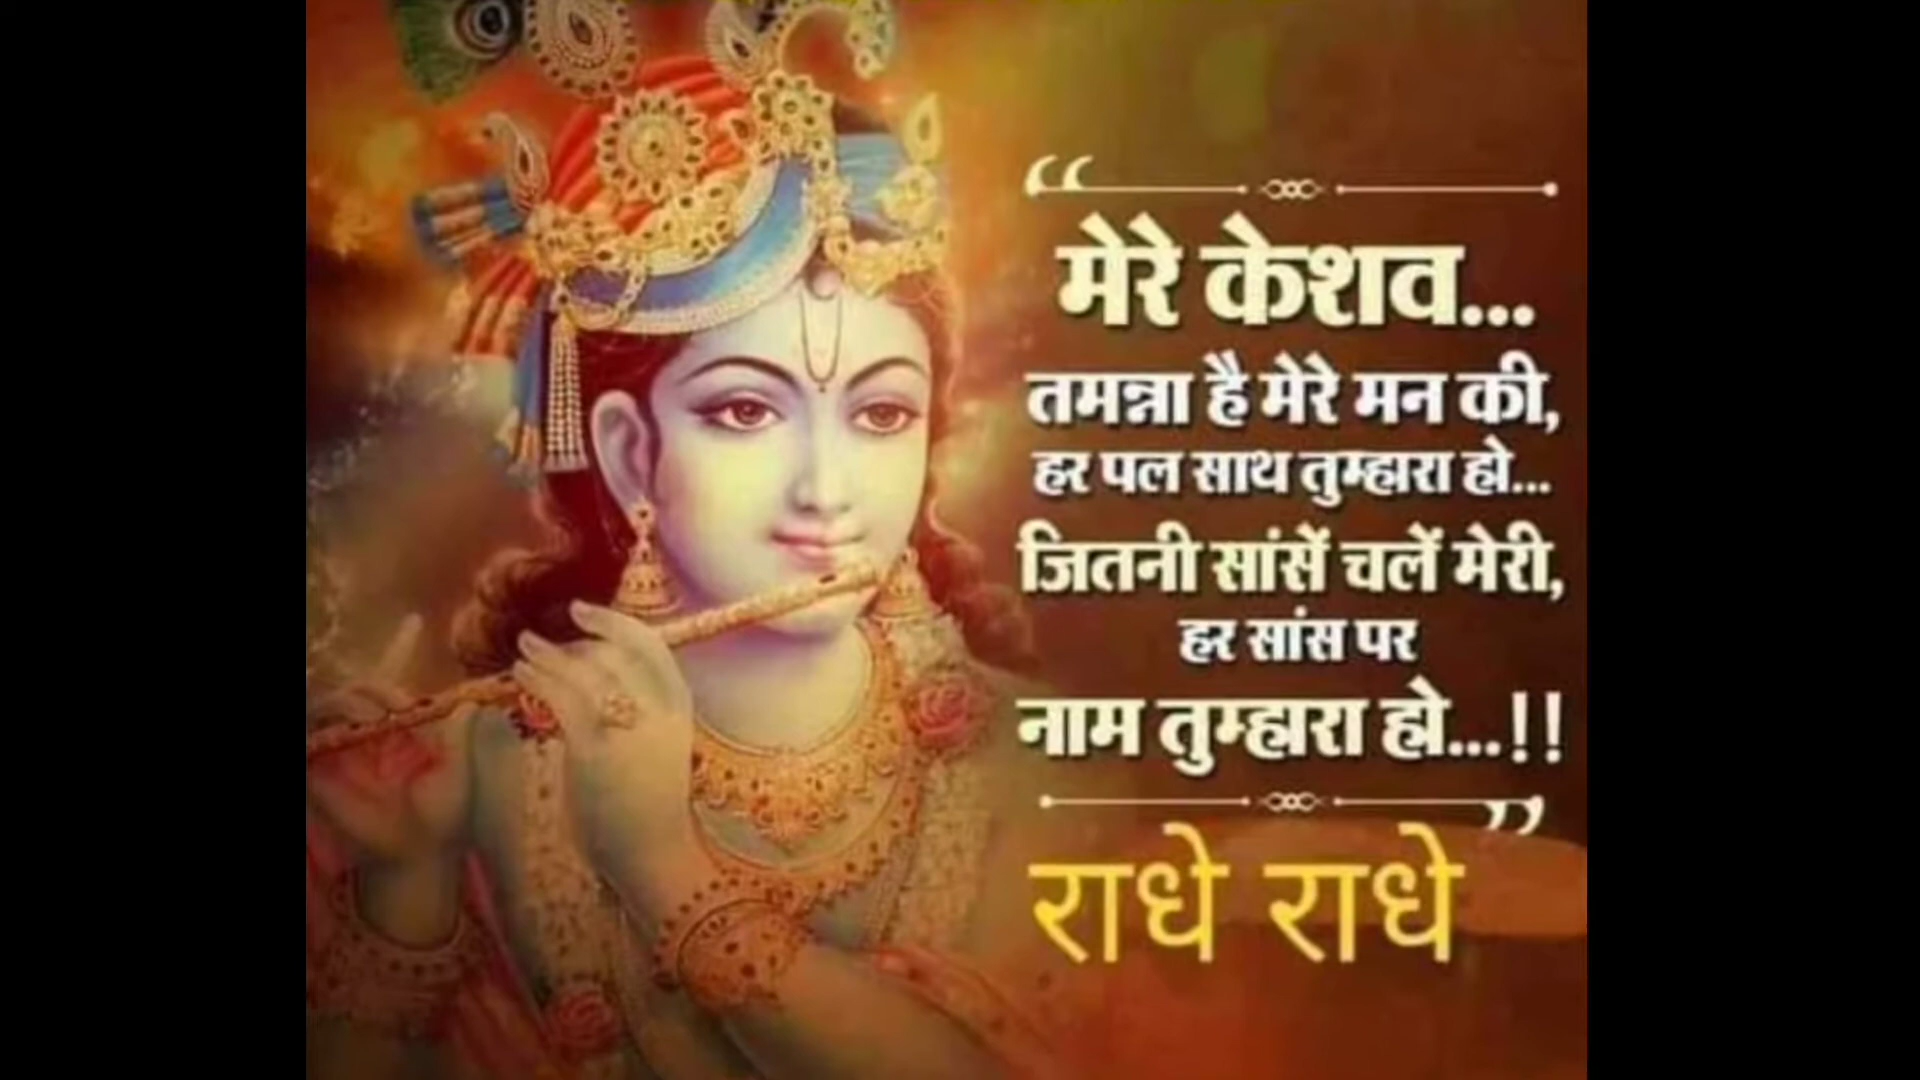 मेरे केशव...
तमन्ना है मेरे मन की,
हर पल साथ तुम्हारा हो...
जितनी सांसें चलें मेरी,
हर सांस पर
नाम तुम्हारा हो...!!
राधे राधे